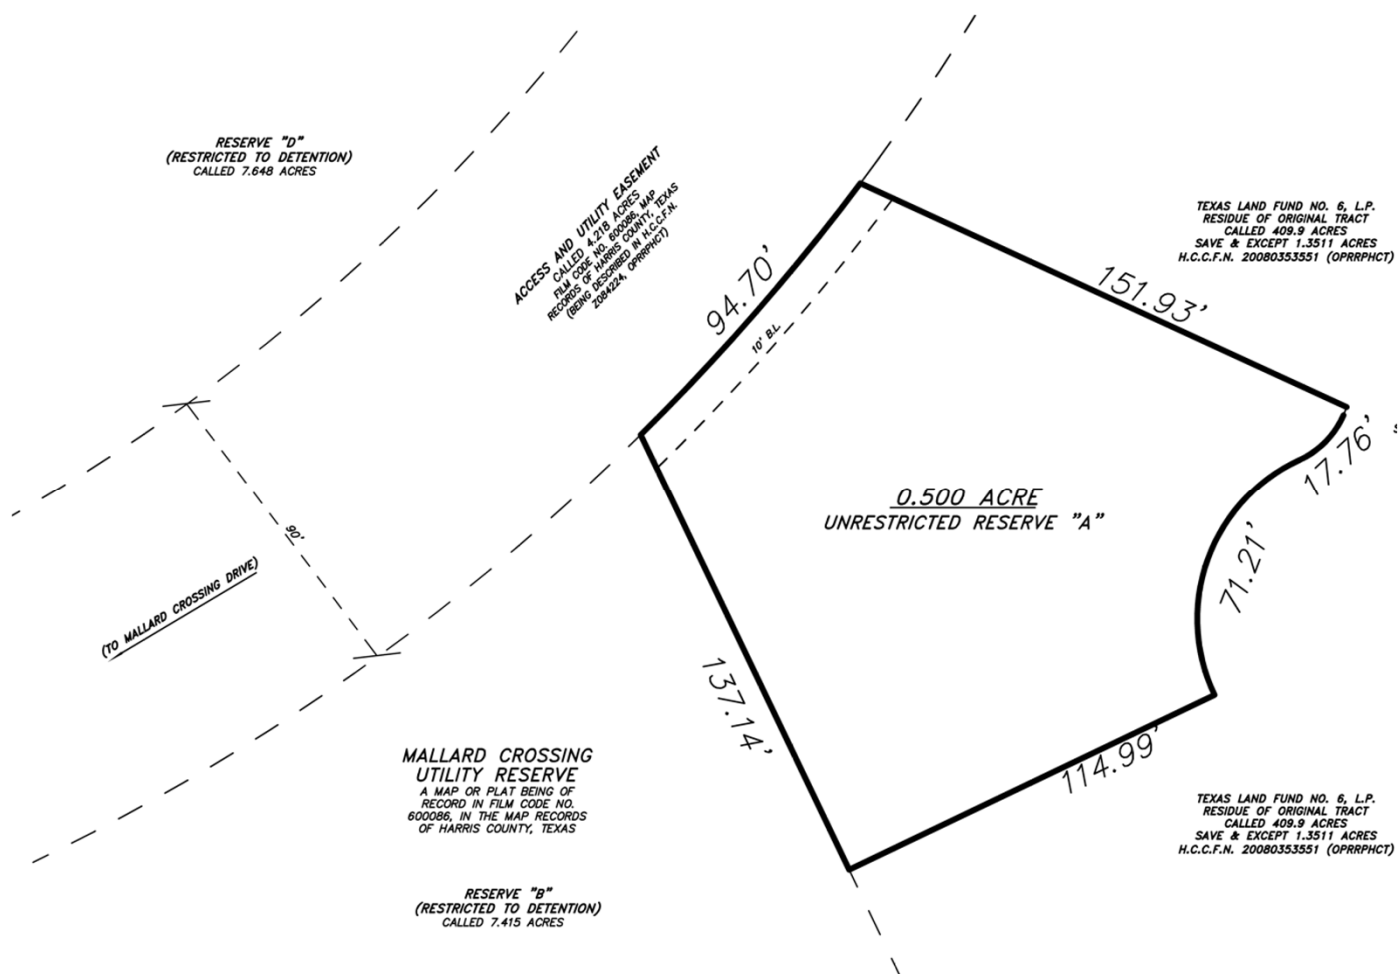 RESERVE "D"
(RESTRICTED TO DETENTION)
CALLED 7.648 ACRES
ACCESS AND UTILITY EASEMENT
CALLED 4.218 ACRES
FILM CODE NO. 600086, MAP
RECORDS OF HARRIS COUNTY, TEXAS
(BEING DESCRIBED IN H.C.C.F.N.
Z084224, OPRRPHCT)
TEXAS LAND FUND NO. 6, L.P.
RESIDUE OF ORIGINAL TRACT
CALLED 409.9 ACRES
SAVE & EXCEPT 1.3511 ACRES
H.C.C.F.N. 20080353551 (OPRRPHCT)
94.70'
10' B.L.
151.93'
17.76'
0.500 ACRE
UNRESTRICTED RESERVE "A"
71.21'
90'
(TO MALLARD CROSSING DRIVE)
137.14'
114.99'
MALLARD CROSSING
UTILITY RESERVE
A MAP OR PLAT BEING OF
RECORD IN FILM CODE NO.
600086, IN THE MAP RECORDS
OF HARRIS COUNTY, TEXAS
TEXAS LAND FUND NO. 6, L.P.
RESIDUE OF ORIGINAL TRACT
CALLED 409.9 ACRES
SAVE & EXCEPT 1.3511 ACRES
H.C.C.F.N. 20080353551 (OPRRPHCT)
RESERVE "B"
(RESTRICTED TO DETENTION)
CALLED 7.415 ACRES